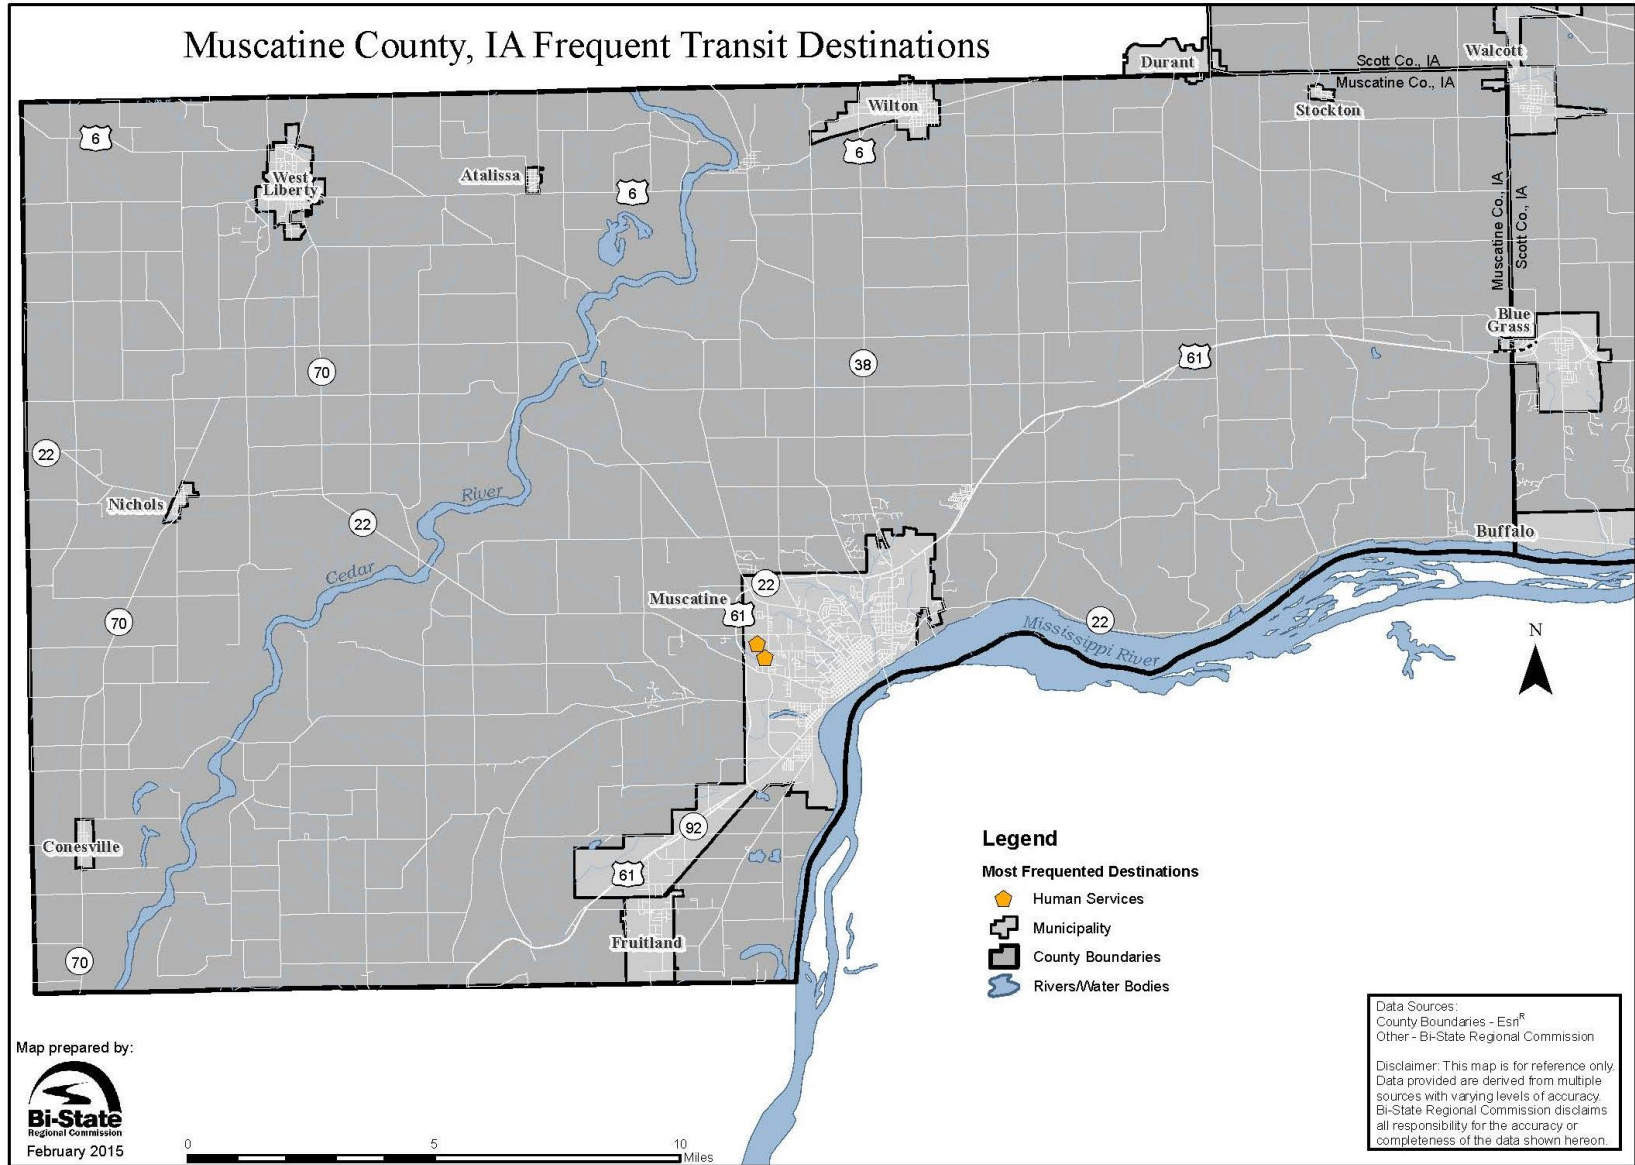 Muscatine County, IA Frequent Transit Destinations
Durant
Scott Co., IA
Walcott
Muscatine Co., IA
Wilton
Stockton
6
6
West
Liberty
Atalissa
6
Muscatine Co., IA
Scott Co., IA
Blue
Grass
61
38
70
22
Nichols
River
22
Buffalo
Cedar
22
Muscatine
61
70
22
Mississippi River
N
92
Conesville
61
Fruitland
70
Legend
Most Frequented Destinations
Human Services
Municipality
County Boundaries
Rivers/Water Bodies
Data Sources:
County Boundaries - Esri R
Other - Bi-State Regional Commission
Disclaimer: This map is for reference only.
Data provided are derived from multiple
sources with varying levels of accuracy.
Bi-State Regional Commission disclaims
all responsibility for the accuracy or
completeness of the data shown hereon.
Map prepared by:
Bi-State
Regional Commission
February 2015
0 5 10
Miles